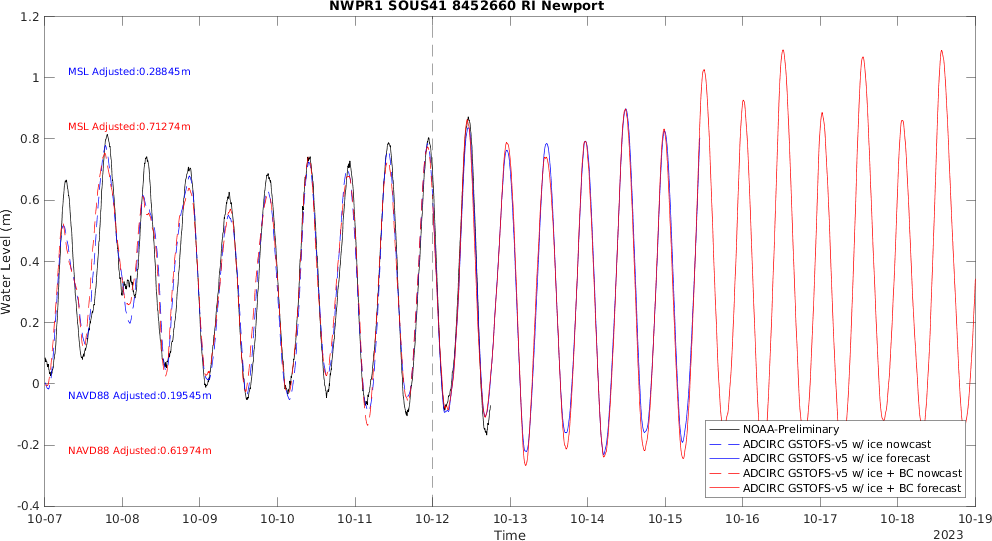 NWPR1 SOUS41 8452660 RI Newport
1.2
1
0.8
0.6
0.4
0.2
0
-0.2
-0.4
Water Level (m)
MSL Adjusted:0.28845m
MSL Adjusted:0.71274m
NAVD88 Adjusted:0.19545m
NAVD88 Adjusted:0.61974m
NOAA-Preliminary
ADCIRC GSTOFS-v5 w/ ice nowcast
ADCIRC GSTOFS-v5 w/ ice forecast
ADCIRC GSTOFS-v5 w/ ice + BC nowcast
ADCIRC GSTOFS-v5 w/ ice + BC forecast
10-07 10-08 10-09 10-10 10-11 10-12 10-13 10-14 10-15 10-16 10-17 10-18 10-19
Time
2023